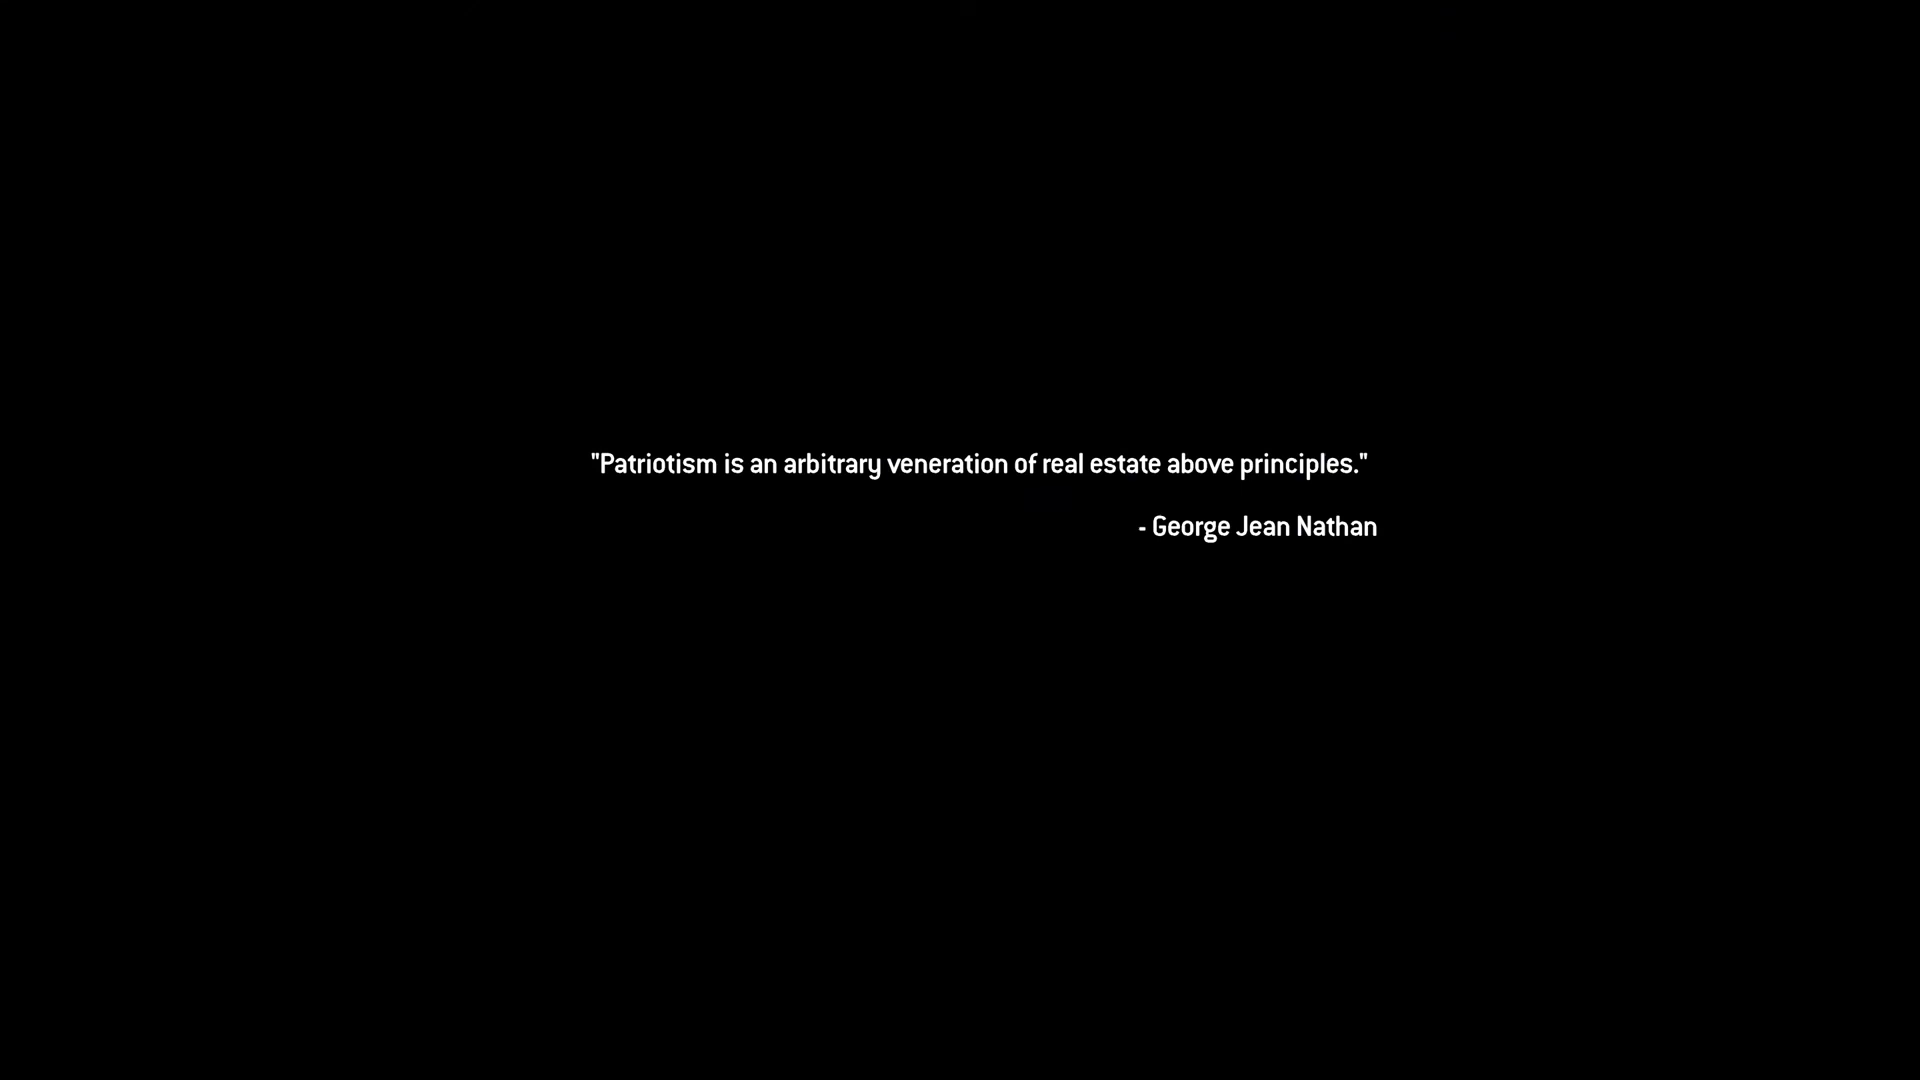 "Patriotism is an arbitrary veneration of real estate above principles."
- George Jean Nathan